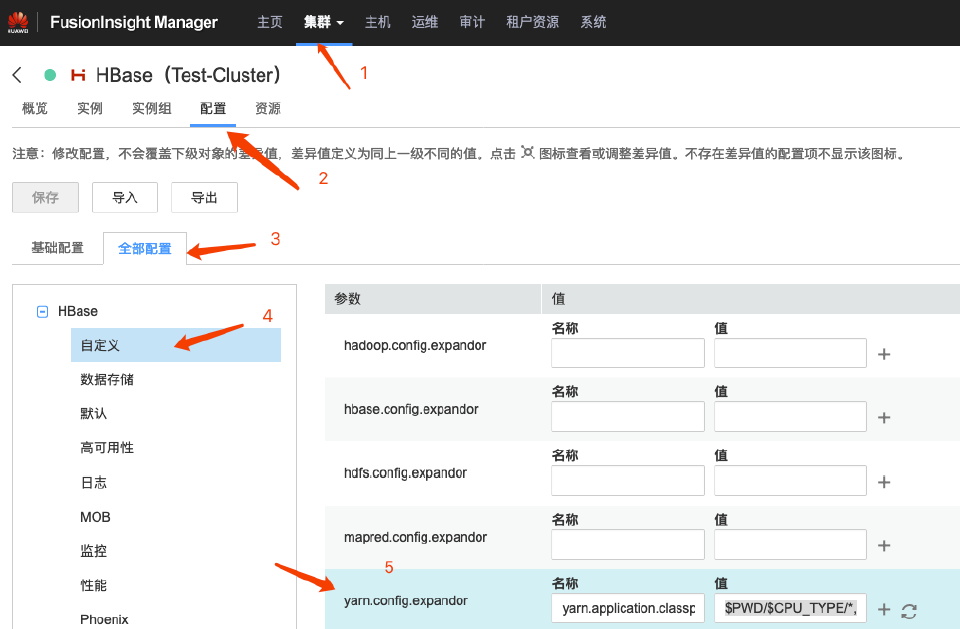 HUAWEI FusionInsight Manager 主页 集群 主机 运维 审计 租户资源 系统
1
HBase（Test-Cluster）
概览 实例 实例组 配置 资源
注意：修改配置，不会覆盖下级对象的差异值，差异值定义为同上一级不同的值。点击 图标查看或调整差异值。不存在差异值的配置项不显示该图标。
2
保存 导入 导出
3
基础配置 全部配置
参数 值
HBase
4
自定义
数据存储
默认
高可用性
日志
MOB
监控
性能
Phoenix
名称 值
hadoop.config.expandor
名称 值
hbase.config.expandor
名称 值
hdfs.config.expandor
名称 值
mapred.config.expandor
5
名称 值
yarn.config.expandor yarn.application.classp $PWD/$CPU_TYPE/*,